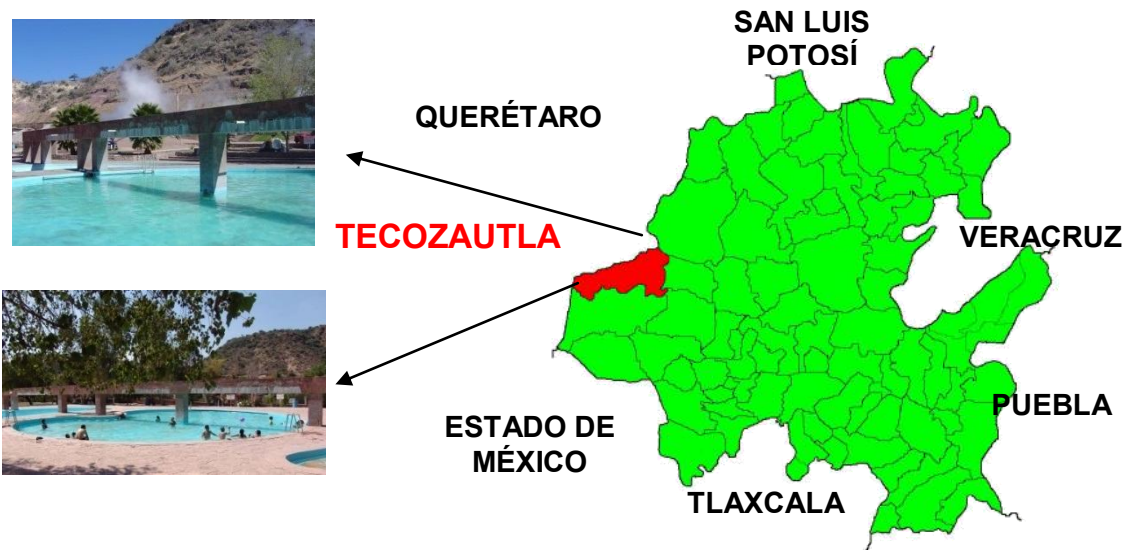 SAN LUIS
POTOSÍ
QUERÉTARO
TECOZAUTLA
VERACRUZ
PUEBLA
ESTADO DE
MÉXICO
TLAXCALA